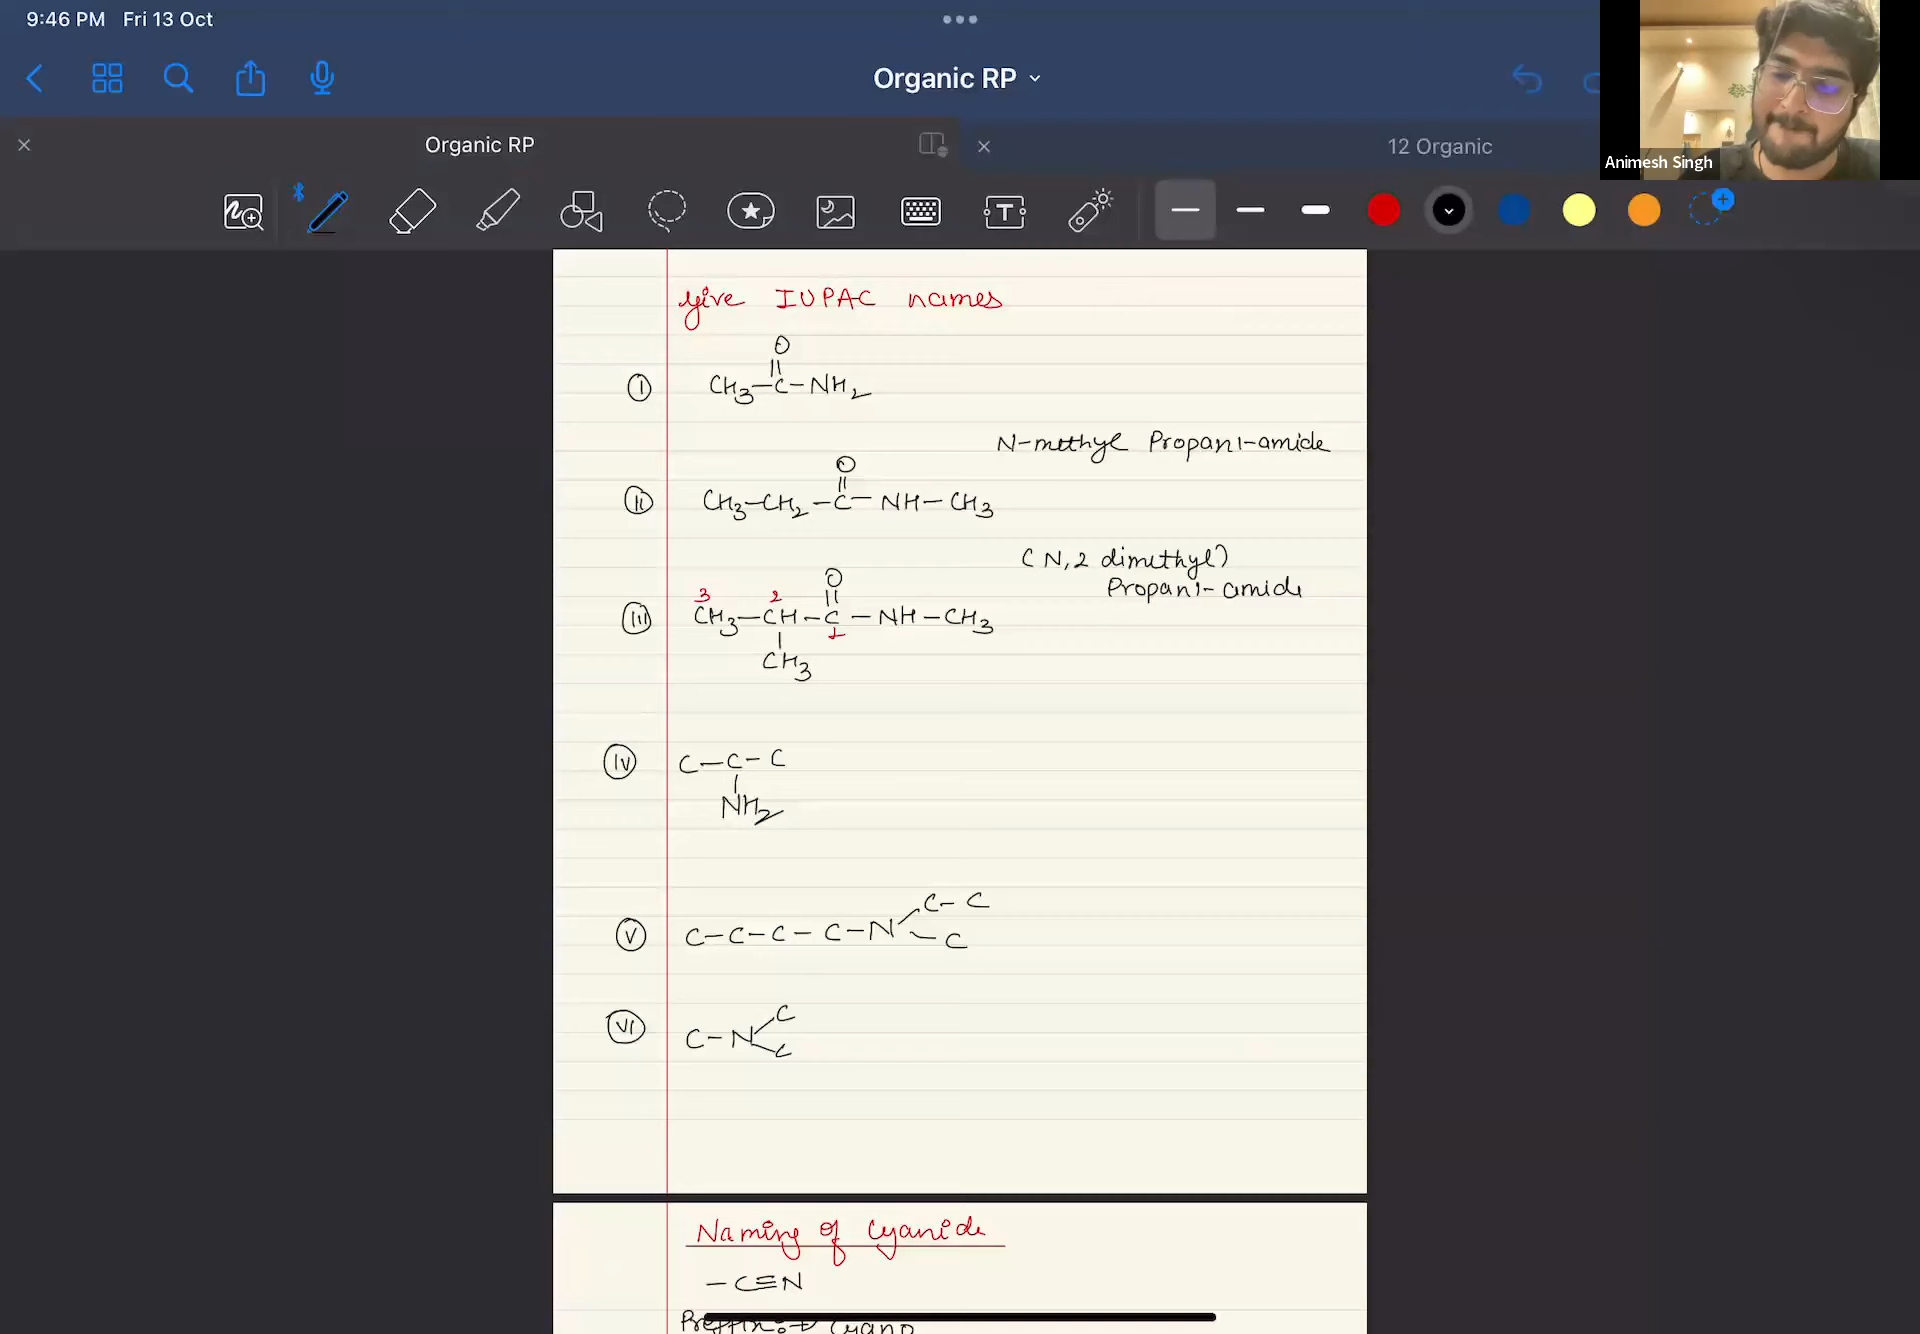 9:46 PM Fri 13 Oct
Organic RP
Animesh Singh
Organic RP
12 Organic
give IUPAC names
O
||
I CH3-C-NH2
N-methyl Propan1-amide
O
||
II CH3-CH2-C-NH-CH3
(N,2 dimethyl)
Propan1-amide
O
3 2 ||
III CH3-CH-C-NH-CH3
| 1
CH3
IV C-C-C
|
NH2
C-C
V C-C-C-C-N
C
C
VI C-N
C
Naming of Cyanide
-C≡N
Cyano